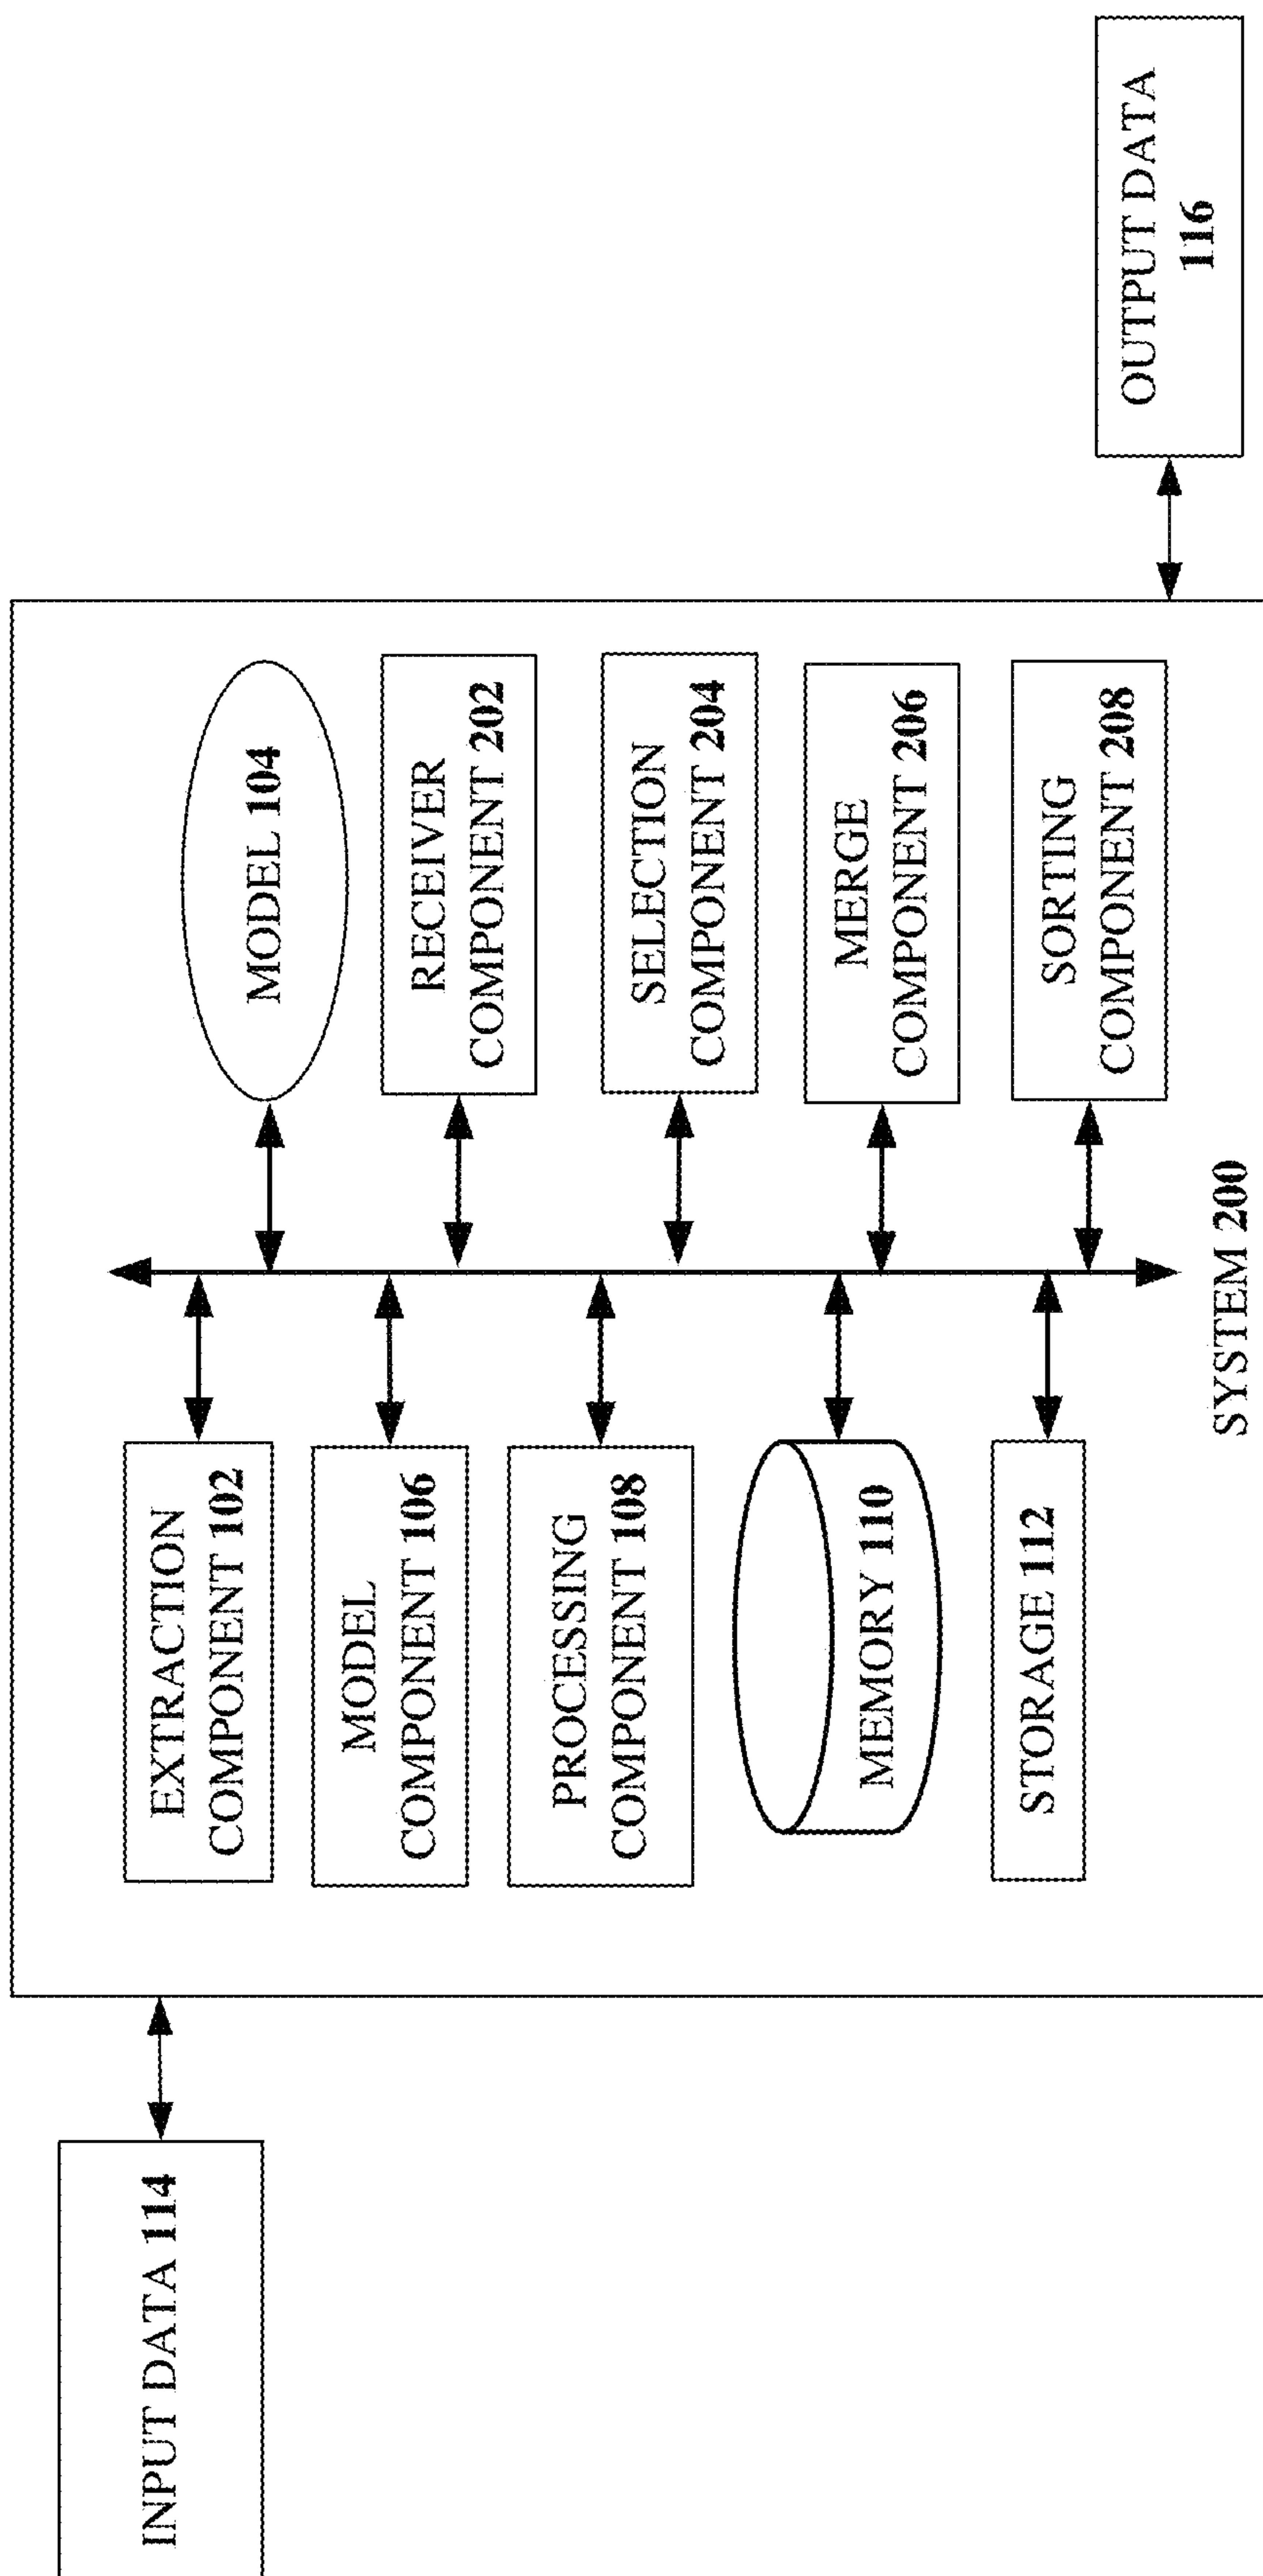 INPUT DATA 114
EXTRACTION
COMPONENT 102
MODEL
COMPONENT 106
PROCESSING
COMPONENT 108
MEMORY 110
STORAGE 112
MODEL 104
RECEIVER
COMPONENT 202
SELECTION
COMPONENT 204
MERGE
COMPONENT 206
SORTING
COMPONENT 208
SYSTEM 200
OUTPUT DATA
116